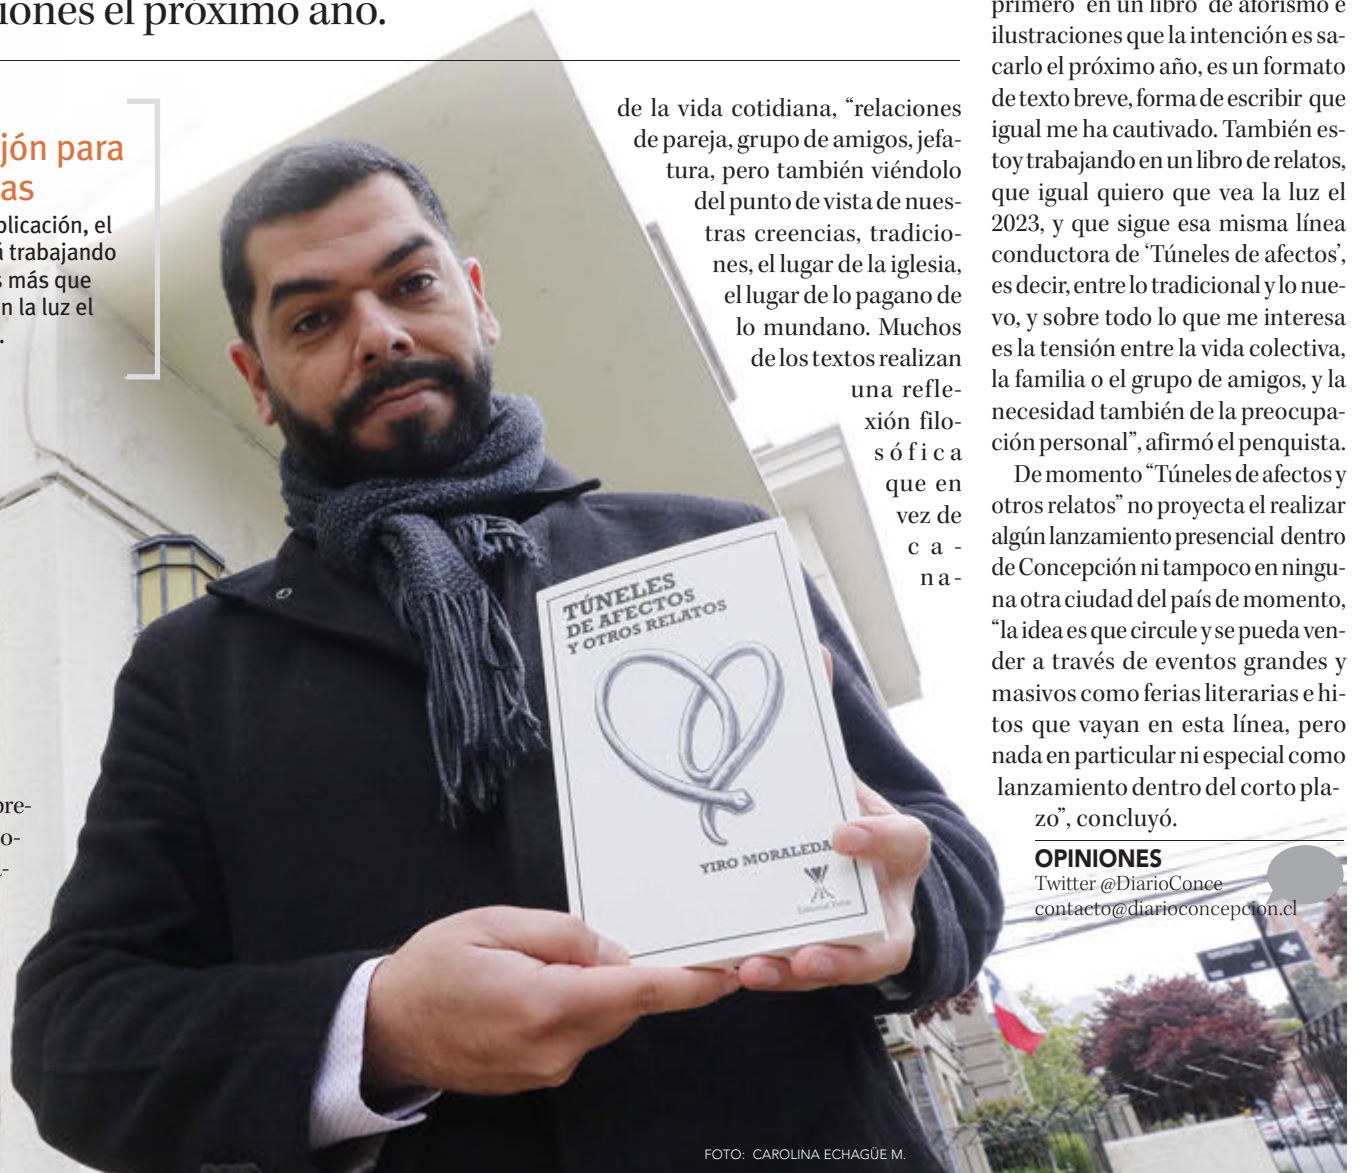 iones el próximo año.
jón para
as
plicación, el
á trabajando
s más que
n la luz el
.
ore-
o-
-
de la vida cotidiana, “relaciones
de pareja, grupo de amigos, jefa-
tura, pero también viéndolo
del punto de vista de nues-
tras creencias, tradicio-
nes, el lugar de la iglesia,
el lugar de lo pagano de
lo mundano. Muchos
de los textos realizan
una refle-
xión filo-
sófica
que en
vez de
ca-
na-
TÚNELES
DE AFECTOS
Y OTROS RELATOS
YIRO MORALEDA
FOTO: CAROLINA ECHAGÜE M.
primero en un libro de aforismo e
ilustraciones que la intención es sa-
carlo el próximo año, es un formato
de texto breve, forma de escribir que
igual me ha cautivado. También es-
toy trabajando en un libro de relatos,
que igual quiero que vea la luz el
2023, y que sigue esa misma línea
conductora de ‘Túneles de afectos’,
es decir, entre lo tradicional y lo nue-
vo, y sobre todo lo que me interesa
es la tensión entre la vida colectiva,
la familia o el grupo de amigos, y la
necesidad también de la preocupa-
ción personal”, afirmó el penquista.
De momento “Túneles de afectos y
otros relatos” no proyecta el realizar
algún lanzamiento presencial dentro
de Concepción ni tampoco en ningu-
na otra ciudad del país de momento,
“la idea es que circule y se pueda ven-
der a través de eventos grandes y
masivos como ferias literarias e hi-
tos que vayan en esta línea, pero
nada en particular ni especial como
lanzamiento dentro del corto pla-
zo”, concluyó.
OPINIONES
Twitter @DiarioConce
contacto@diarioconcepcion.cl